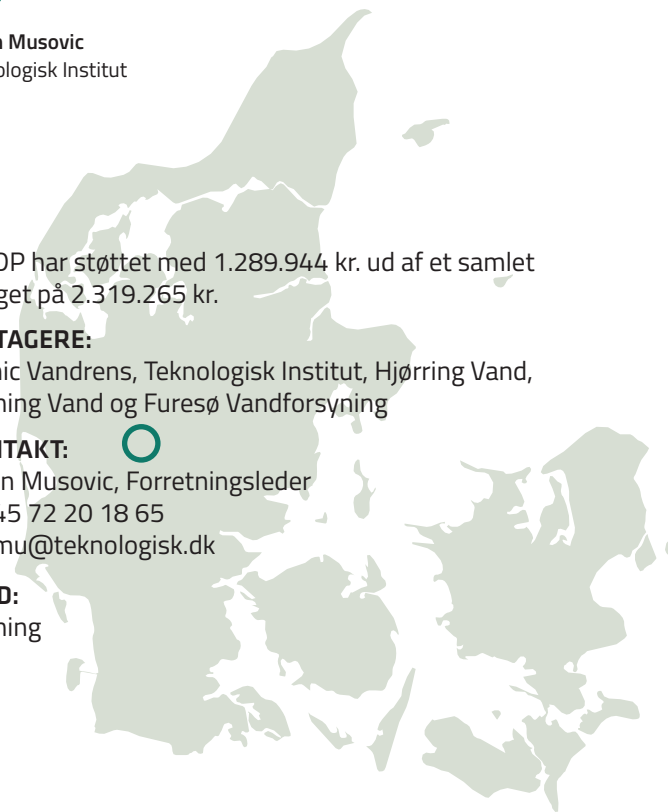 n Musovic
ologisk Institut
DP har støttet med 1.289.944 kr. ud af et samlet
get på 2.319.265 kr.
TAGERE:
nic Vandrens, Teknologisk Institut, Hjørring Vand,
ning Vand og Furesø Vandforsyning
NTAKT:
n Musovic, Forretningsleder
45 72 20 18 65
mu@teknologisk.dk
D:
ning